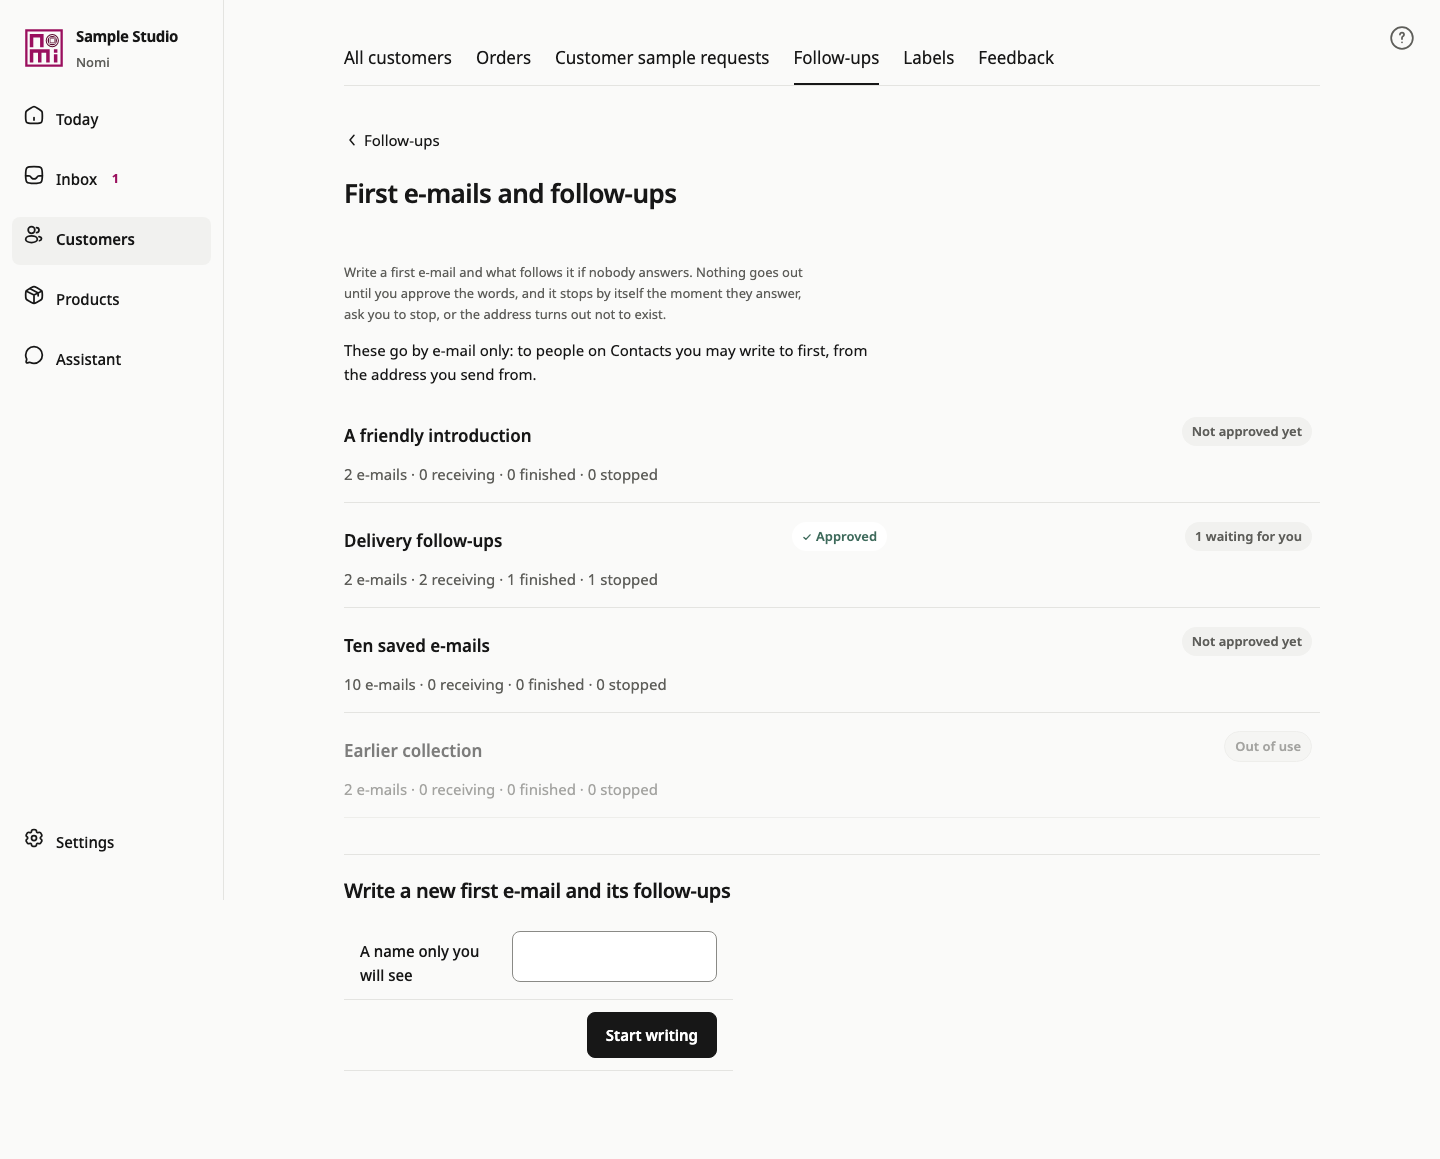 Sample Studio
Nomi
Today
Inbox 1
Customers
Products
Assistant
Settings
All customers Orders Customer sample requests Follow-ups Labels Feedback
Follow-ups
First e-mails and follow-ups
Write a first e-mail and what follows it if nobody answers. Nothing goes out
until you approve the words, and it stops by itself the moment they answer,
ask you to stop, or the address turns out not to exist.
These go by e-mail only: to people on Contacts you may write to first, from
the address you send from.
A friendly introduction Not approved yet
2 e-mails · 0 receiving · 0 finished · 0 stopped
Delivery follow-ups Approved 1 waiting for you
2 e-mails · 2 receiving · 1 finished · 1 stopped
Ten saved e-mails Not approved yet
10 e-mails · 0 receiving · 0 finished · 0 stopped
Earlier collection Out of use
2 e-mails · 0 receiving · 0 finished · 0 stopped
Write a new first e-mail and its follow-ups
A name only you
will see
Start writing